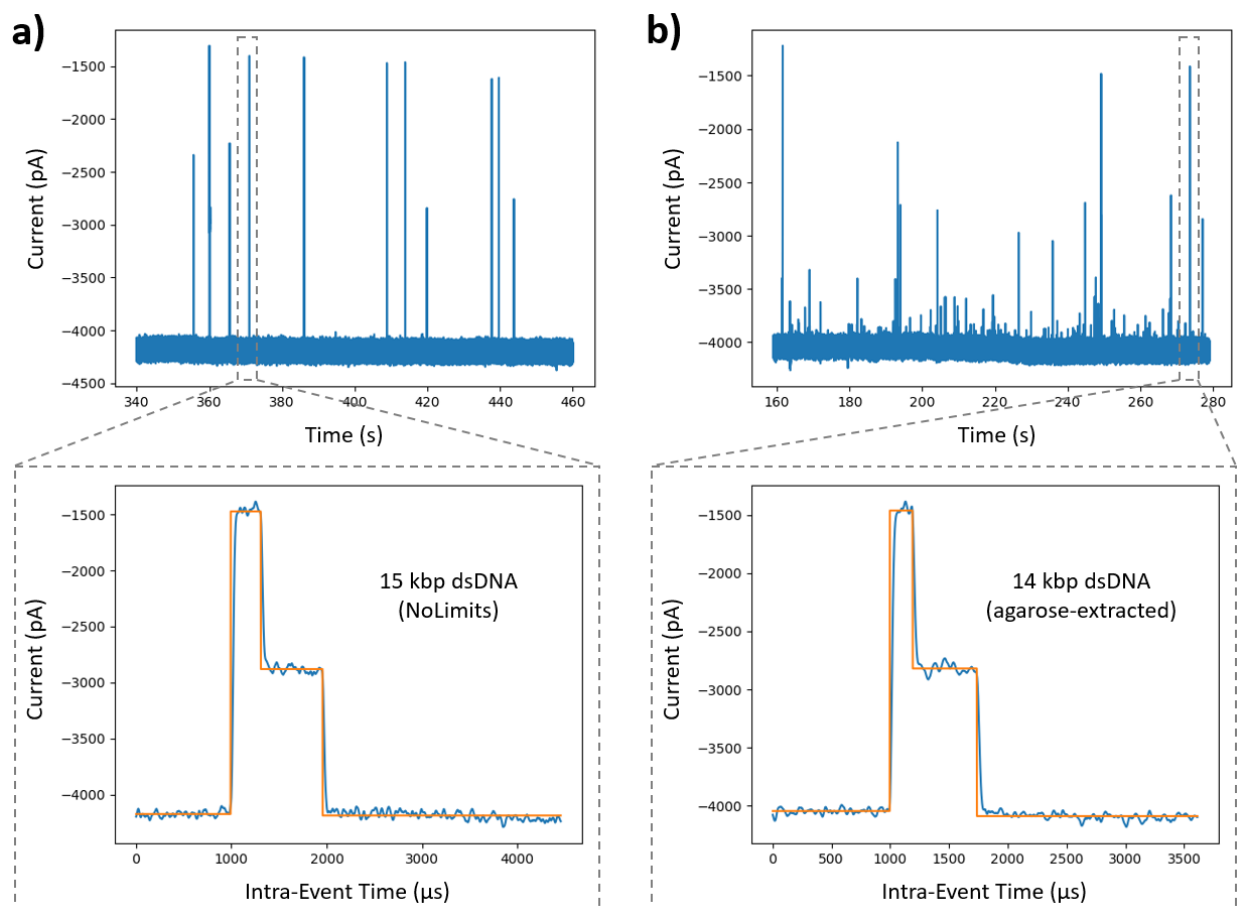 a)
−1500
−2000
−2500
−3000
−3500
−4000
−4500
Current (pA)
340 360 380 400 420 440 460
Time (s)
b)
−1500
−2000
−2500
−3000
−3500
−4000
Current (pA)
160 180 200 220 240 260 280
Time (s)
−1500
−2000
−2500
−3000
−3500
−4000
Current (pA)
15 kbp dsDNA
(NoLimits)
0 1000 2000 3000 4000
Intra-Event Time (µs)
−1500
−2000
−2500
−3000
−3500
−4000
Current (pA)
14 kbp dsDNA
(agarose-extracted)
0 500 1000 1500 2000 2500 3000 3500
Intra-Event Time (µs)